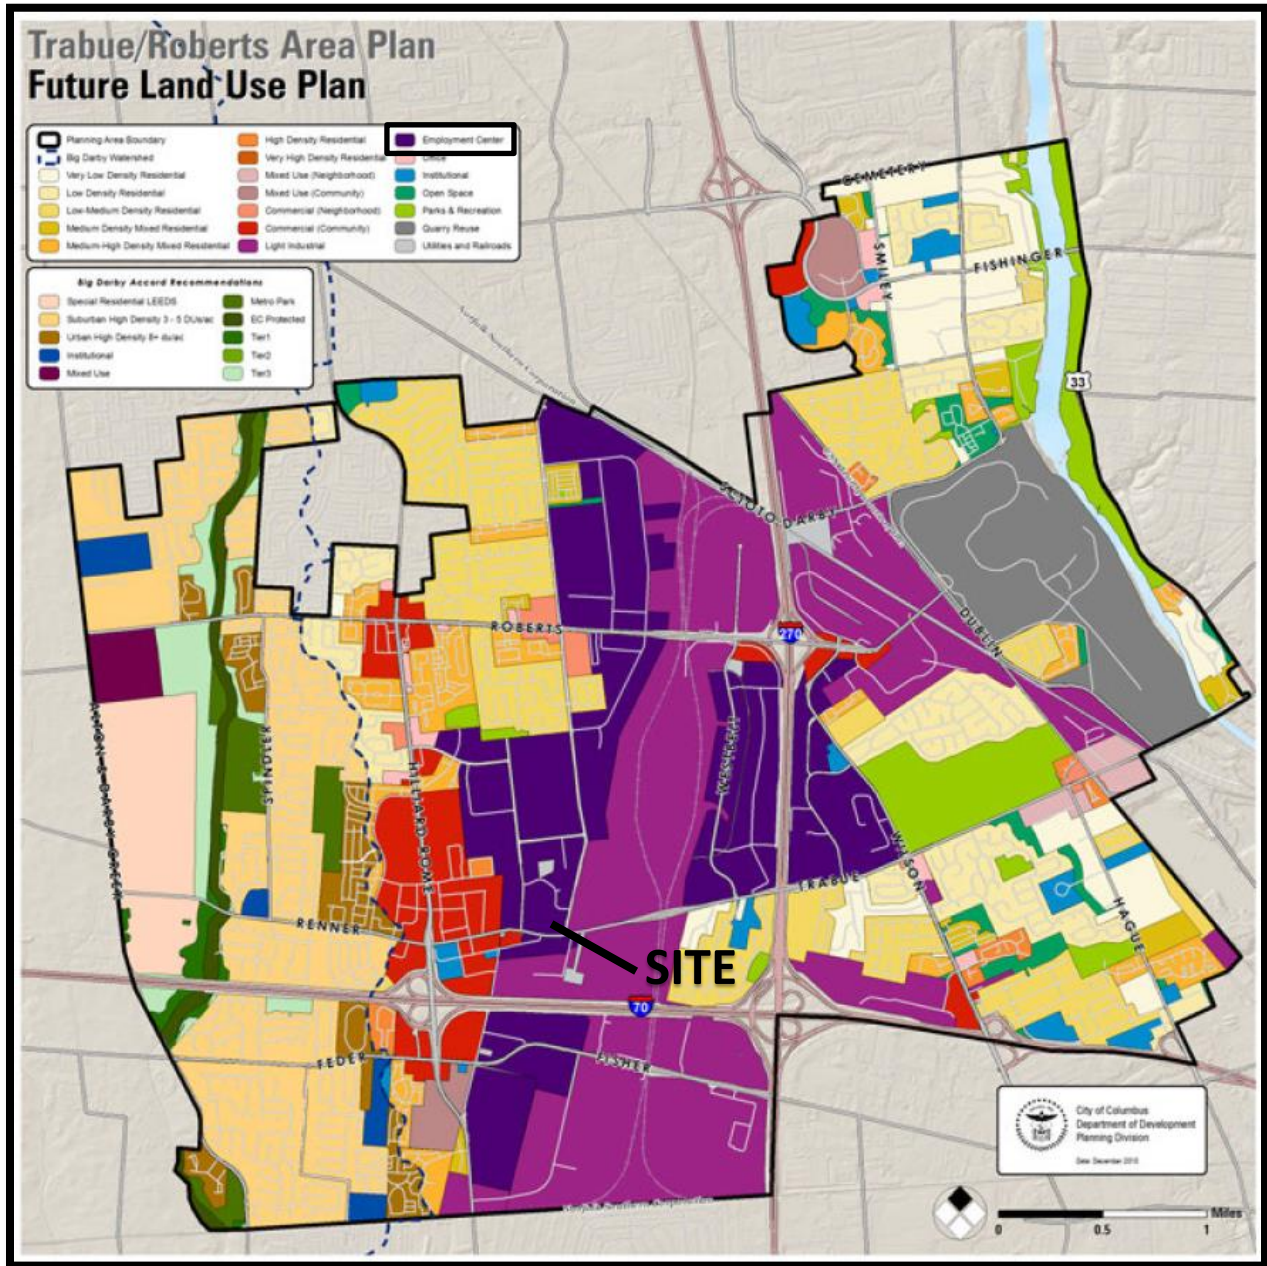 Trabue/Roberts Area Plan
Future Land Use Plan
Planning Area Boundary
Big Darby Watershed
Very Low Density Residential
Low Density Residential
Low-Medium Density Residential
Medium Density Mixed Residential
Medium-High Density Mixed Residential
High Density Residential
Very High Density Residential
Mixed Use (Neighborhood)
Mixed Use (Community)
Commercial (Neighborhood)
Commercial (Community)
Light Industrial
Employment Center
Office
Institutional
Open Space
Parks & Recreation
Quarry Reuse
Utilities and Railroads
Big Darby Accord Recommendations
Special Residential LEEDS
Suburban High Density 3 - 5 DUs/ac
Urban High Density 8+ du/ac
Institutional
Mixed Use
Metro Park
EC Protected
Tier1
Tier2
Tier3
CEMETERY
SMILEY
FISHINGER
Norfolk Southern Corporation
33
SCIOTO DARBY
ROBERTS
270
DUBLIN
SPINDLER
HILLIARD ROME
WESTBELT
WILSON
TRABUE
HAGUE
RENNER
SITE
70
FEDER
FISHER
Norfolk Southern Corporation
City of Columbus
Department of Development
Planning Division
Miles
0
0.5
1